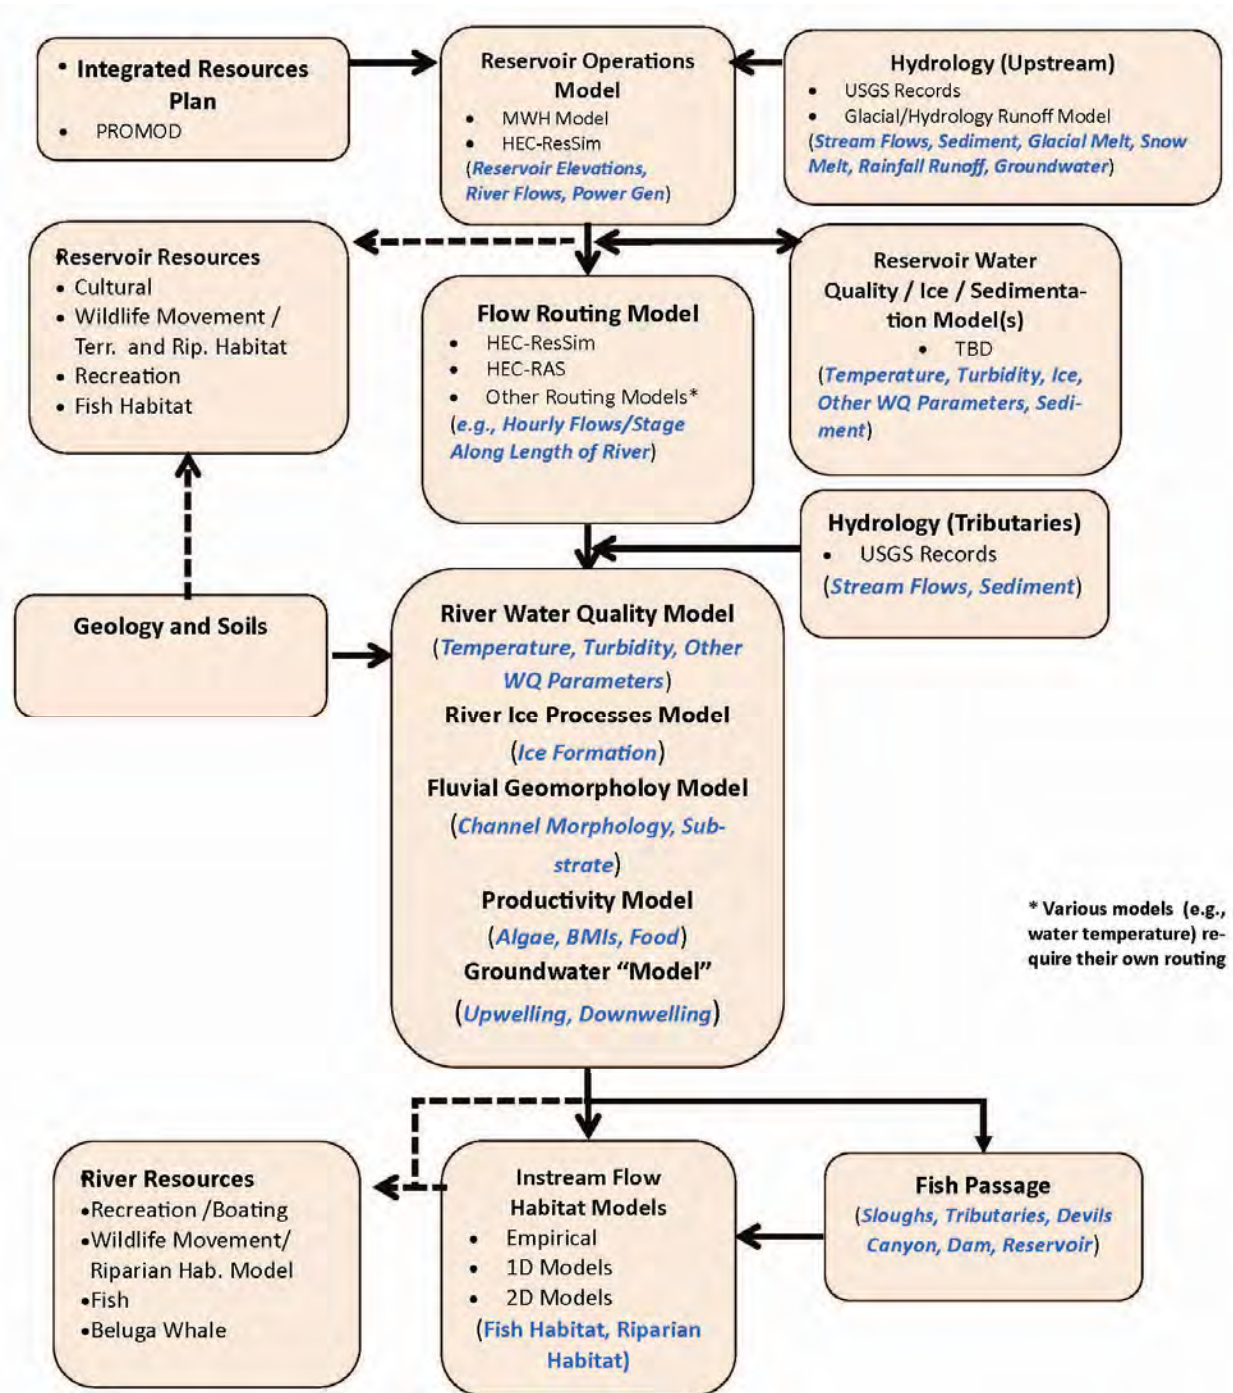 • Integrated Resources
Plan
• PROMOD
Reservoir Operations
Model
• MWH Model
• HEC-ResSim
(Reservoir Elevations,
River Flows, Power Gen)
Hydrology (Upstream)
• USGS Records
• Glacial/Hydrology Runoff Model
(Stream Flows, Sediment, Glacial Melt, Snow
Melt, Rainfall Runoff, Groundwater)
Reservoir Resources
• Cultural
• Wildlife Movement /
Terr. and Rip. Habitat
• Recreation
• Fish Habitat
Flow Routing Model
• HEC-ResSim
• HEC-RAS
• Other Routing Models*
(e.g., Hourly Flows/Stage
Along Length of River)
Reservoir Water
Quality / Ice / Sedimenta-
tion Model(s)
• TBD
(Temperature, Turbidity, Ice,
Other WQ Parameters, Sedi-
ment)
Hydrology (Tributaries)
• USGS Records
(Stream Flows, Sediment)
Geology and Soils
River Water Quality Model
(Temperature, Turbidity, Other
WQ Parameters)
River Ice Processes Model
(Ice Formation)
Fluvial Geomorpholoy Model
(Channel Morphology, Sub-
strate)
Productivity Model
(Algae, BMIs, Food)
Groundwater “Model”
(Upwelling, Downwelling)
* Various models (e.g.,
water temperature) re-
quire their own routing
River Resources
•Recreation /Boating
•Wildlife Movement/
Riparian Hab. Model
•Fish
•Beluga Whale
Instream Flow
Habitat Models
• Empirical
• 1D Models
• 2D Models
(Fish Habitat, Riparian
Habitat)
Fish Passage
(Sloughs, Tributaries, Devils
Canyon, Dam, Reservoir)